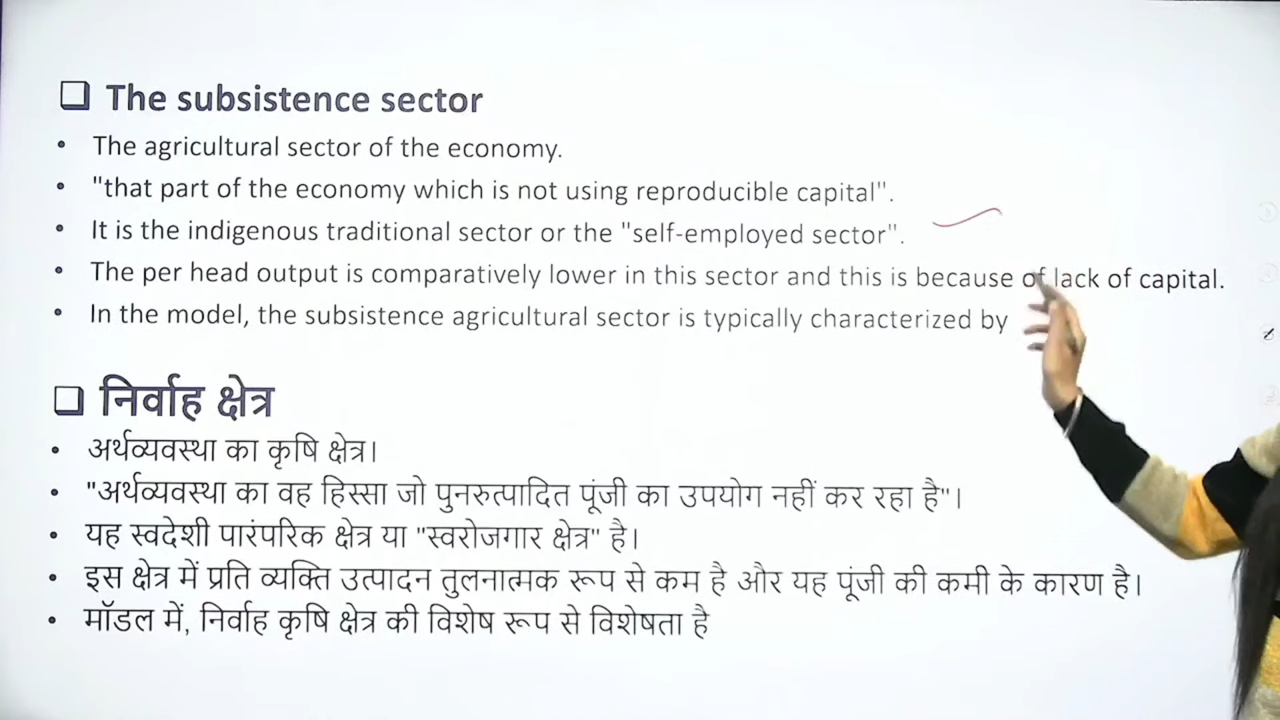 The subsistence sector
• The agricultural sector of the economy.
• "that part of the economy which is not using reproducible capital".
• It is the indigenous traditional sector or the "self-employed sector".
• The per head output is comparatively lower in this sector and this is because of lack of capital.
• In the model, the subsistence agricultural sector is typically characterized by
निर्वाह क्षेत्र
• अर्थव्यवस्था का कृषि क्षेत्र।
• "अर्थव्यवस्था का वह हिस्सा जो पुनरुत्पादित पूंजी का उपयोग नहीं कर रहा है"।
• यह स्वदेशी पारंपरिक क्षेत्र या "स्वरोजगार क्षेत्र" है।
• इस क्षेत्र में प्रति व्यक्ति उत्पादन तुलनात्मक रूप से कम है और यह पूंजी की कमी के कारण है।
• मॉडल में, निर्वाह कृषि क्षेत्र की विशेष रूप से विशेषता है